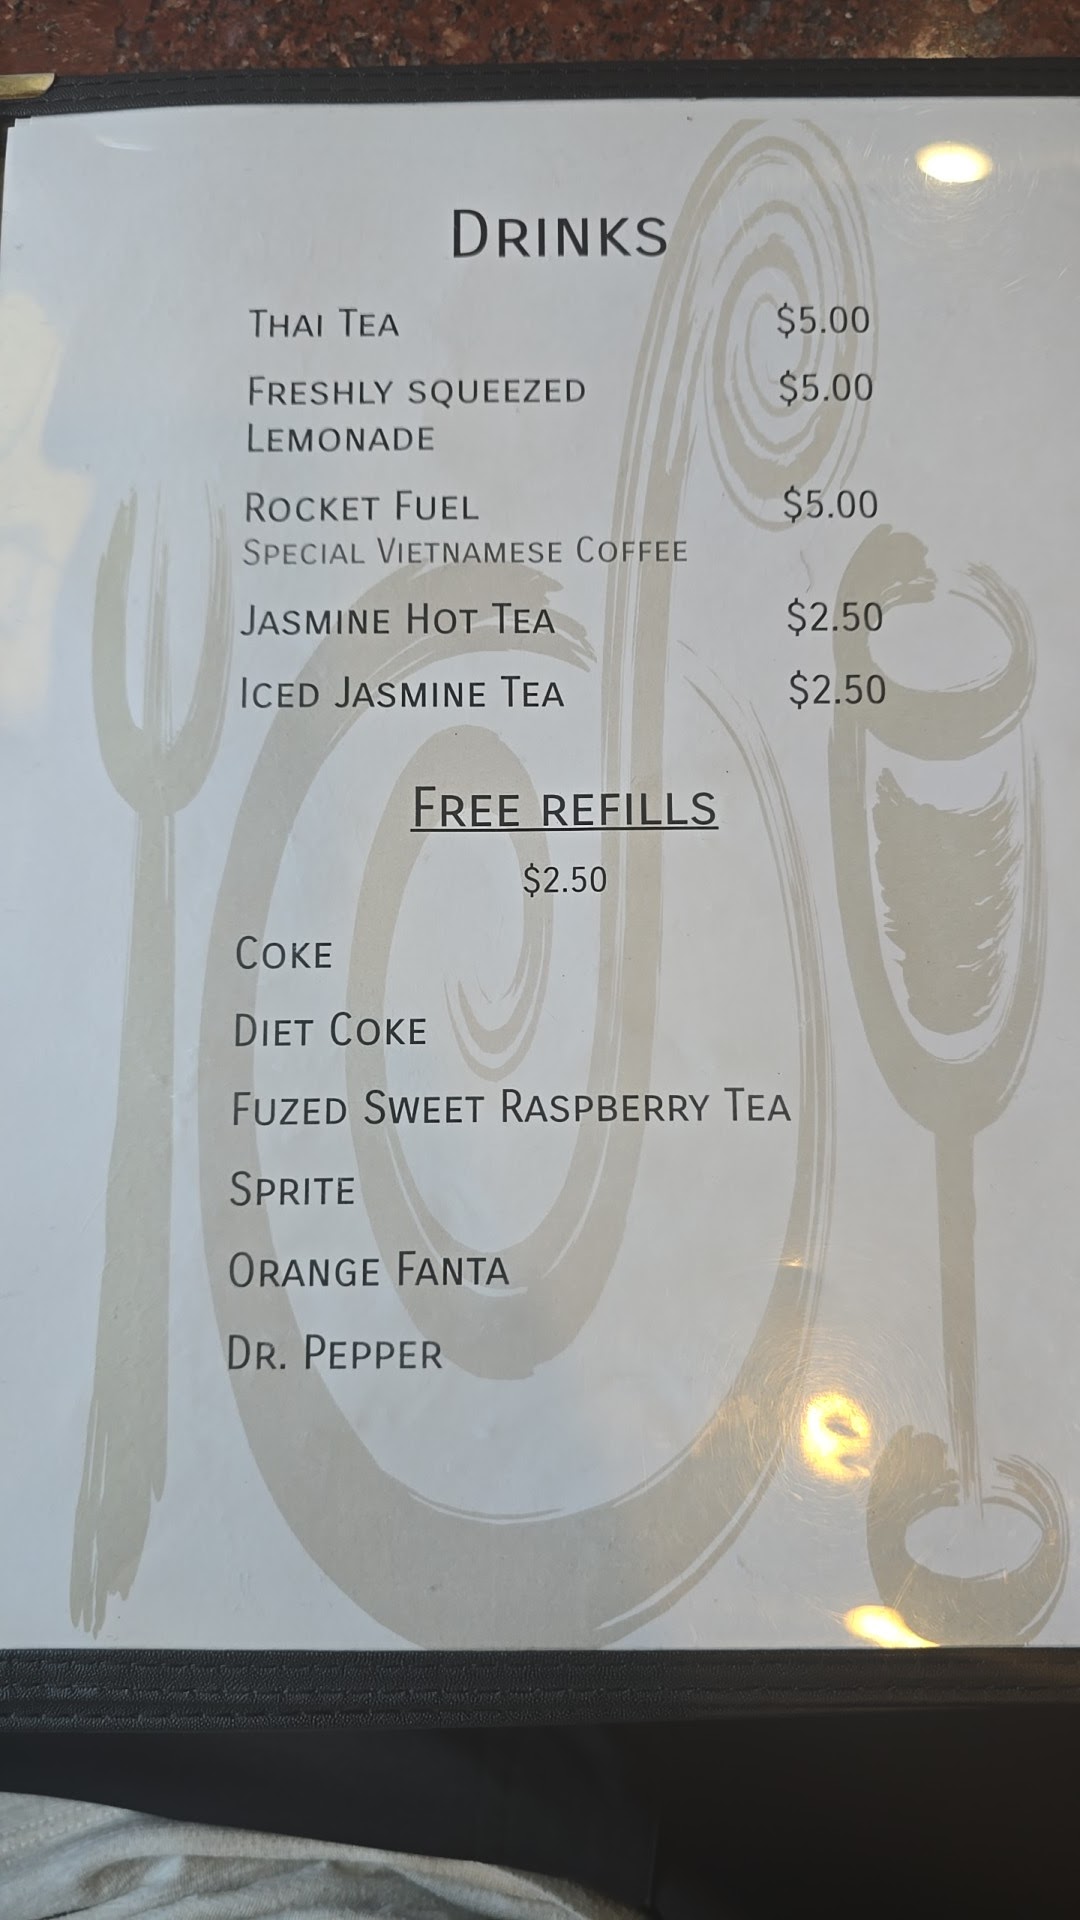 Drinks
Thai Tea $5.00
Freshly squeezed $5.00
Lemonade
Rocket Fuel $5.00
Special Vietnamese Coffee
Jasmine Hot Tea $2.50
Iced Jasmine Tea $2.50
Free refills
$2.50
Coke
Diet Coke
Fuzed Sweet Raspberry Tea
Sprite
Orange Fanta
Dr. Pepper